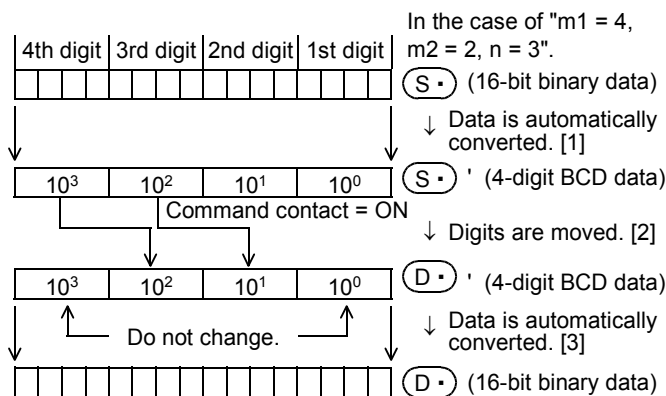 In the case of "m1 = 4,
m2 = 2, n = 3".
4th digit 3rd digit 2nd digit 1st digit
S・ (16-bit binary data)
↓ Data is automatically
converted. [1]
10³ 10² 10¹ 10⁰ S・ ' (4-digit BCD data)
Command contact = ON
↓ Digits are moved. [2]
10³ 10² 10¹ 10⁰ D・ ' (4-digit BCD data)
Do not change.
↓ Data is automatically
converted. [3]
D・ (16-bit binary data)